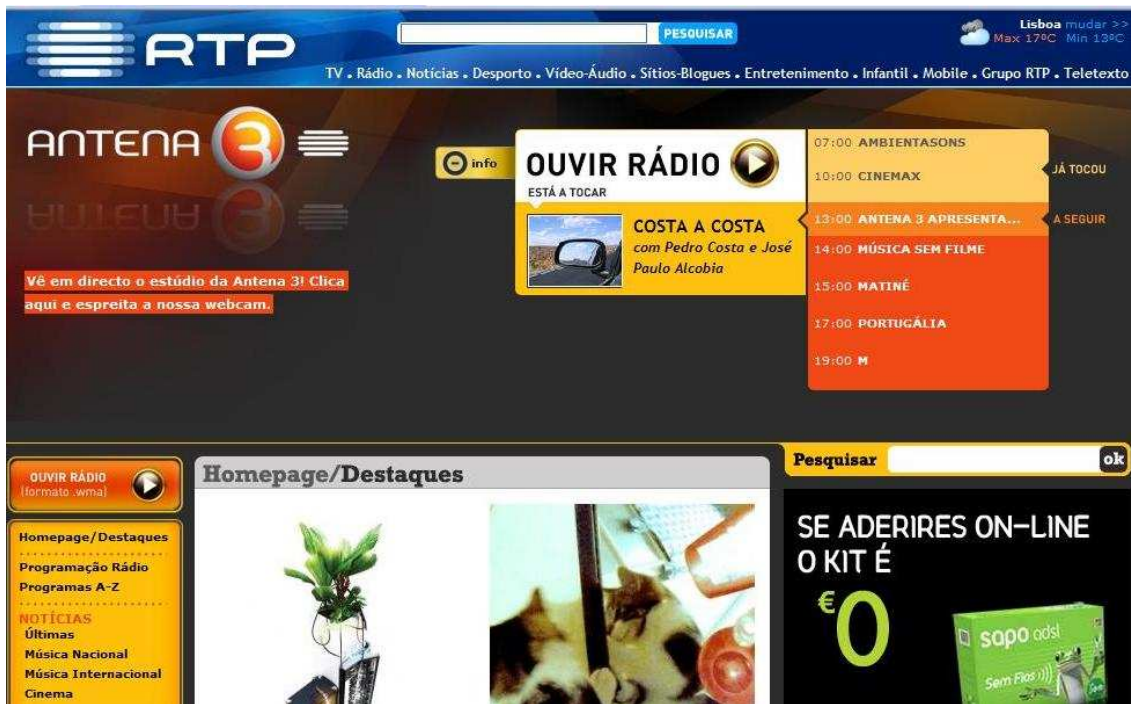 RTP
PESQUISAR
Lisboa mudar >>
Max 17ºC Min 13ºC
TV . Rádio . Notícias . Desporto . Vídeo-Áudio . Sítios-Blogues . Entretenimento . Infantil . Mobile . Grupo RTP . Teletexto
ANTENA 3
Vê em directo o estúdio da Antena 3! Clica
aqui e espreita a nossa webcam.
info
OUVIR RÁDIO
ESTÁ A TOCAR
COSTA A COSTA
com Pedro Costa e José
Paulo Alcobia
07:00 AMBIENTASONS
10:00 CINEMAX
JÁ TOCOU
13:00 ANTENA 3 APRESENTA...
A SEGUIR
14:00 MÚSICA SEM FILME
15:00 MATINÉ
17:00 PORTUGÁLIA
19:00 M
OUVIR RÁDIO
(formato .wma)
Homepage/Destaques
Programação Rádio
Programas A-Z
NOTÍCIAS
Últimas
Música Nacional
Música Internacional
Cinema
Homepage/Destaques
Pesquisar
ok
SE ADERIRES ON-LINE
O KIT É
€0
sapo adsl
Sem Fios